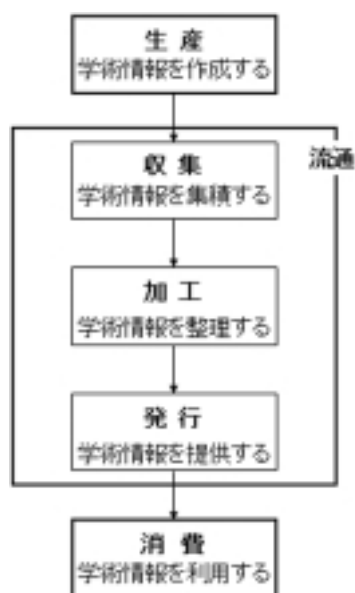 生産
学術情報を作成する
流通
収集
学術情報を集積する
加工
学術情報を整理する
発行
学術情報を提供する
消費
学術情報を利用する